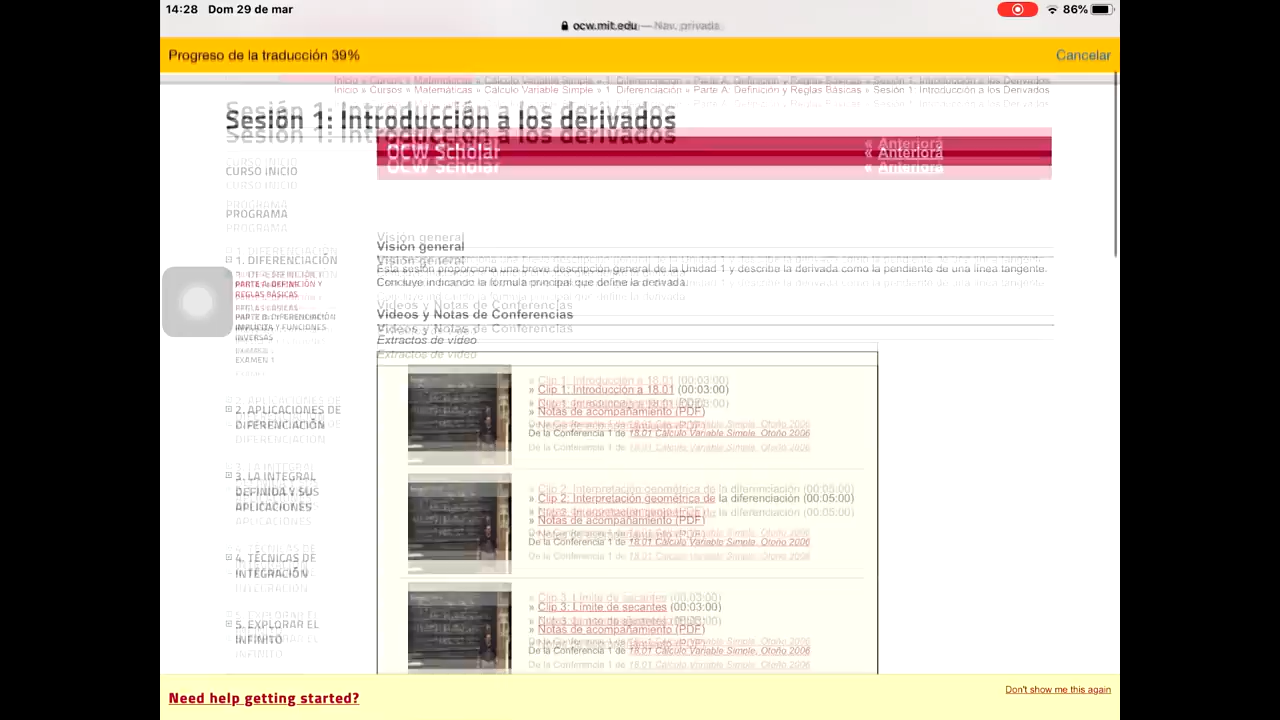 14:28 Dom 29 de mar
86%
ocw.mit.edu — Nav. privada
Progreso de la traducción 39%
Cancelar
Inicio » Cursos » Matemáticas » Cálculo Variable Simple » 1. Diferenciación » Parte A: Definición y Reglas Básicas » Sesión 1: Introducción a los Derivados
Sesión 1: Introducción a los derivados
OCW Scholar
« Anteriora
CURSO INICIO
PROGRAMA
1. DIFERENCIACIÓN
PARTE A: DEFINICIÓN Y
REGLAS BÁSICAS
PARTE B: DIFERENCIACIÓN
IMPLÍCITA Y FUNCIONES
INVERSAS
EXAMEN 1
2. APLICACIONES DE
DIFERENCIACIÓN
3. LA INTEGRAL
DEFINIDA Y SUS
APLICACIONES
4. TÉCNICAS DE
INTEGRACIÓN
5. EXPLORAR EL
INFINITO
Visión general
Esta sesión proporciona una breve descripción general de la Unidad 1 y describe la derivada como la pendiente de una línea tangente.
Concluye indicando la fórmula principal que define la derivada.
Videos y Notas de Conferencias
Extractos de video
» Clip 1: Introducción a 18.01 (00:03:00)
» Notas de acompañamiento (PDF)
De la Conferencia 1 de 18.01 Cálculo Variable Simple, Otoño 2006
» Clip 2: Interpretación geométrica de la diferenciación (00:05:00)
» Notas de acompañamiento (PDF)
De la Conferencia 1 de 18.01 Cálculo Variable Simple, Otoño 2006
» Clip 3: Límite de secantes (00:03:00)
» Notas de acompañamiento (PDF)
De la Conferencia 1 de 18.01 Cálculo Variable Simple, Otoño 2006
Need help getting started?
Don't show me this again